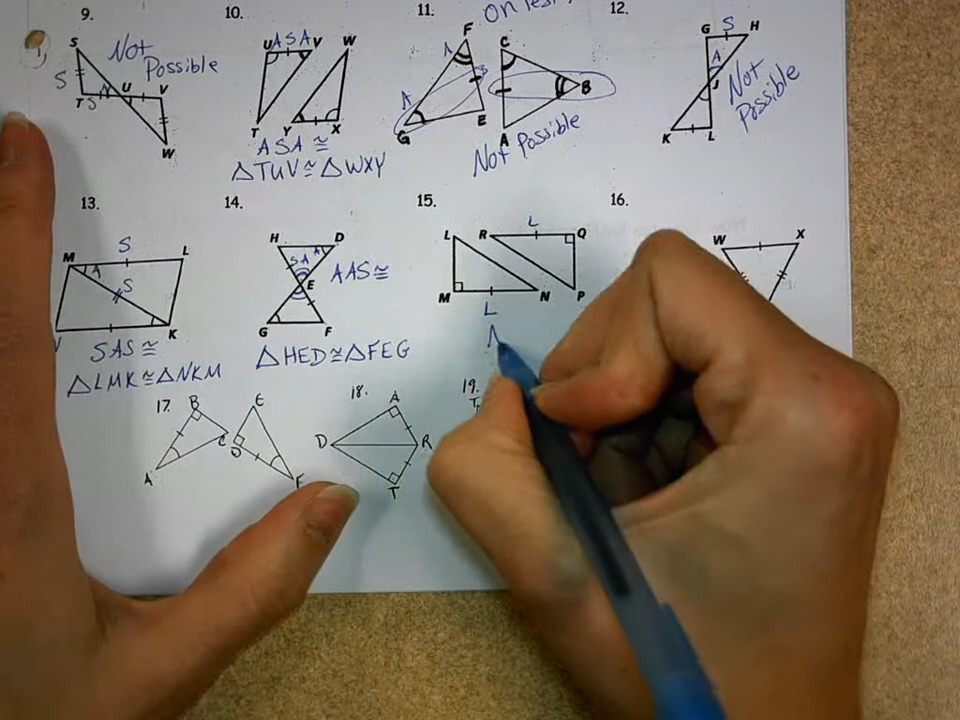 9.
10.
11.
on
12.
S
T
U
V
W
S
S
Not
Possible
U
V
W
A S A
T
Y
X
ASA ≅
△TUV ≅ △WXY
F
G
E
A
A
S
C
B
A
Not Possible
G
H
S
A
J
K
L
Not
Possible
13.
14.
15.
16.
M
L
K
S
A
S
SAS ≅
△LMK ≅ △NKM
H
D
E
G
F
S
A
A
AAS ≅
△HED ≅ △FEG
L
R
L
Q
M
N
P
L
W
X
17.
B
A
C
D
E
F
18.
A
D
R
T
19.